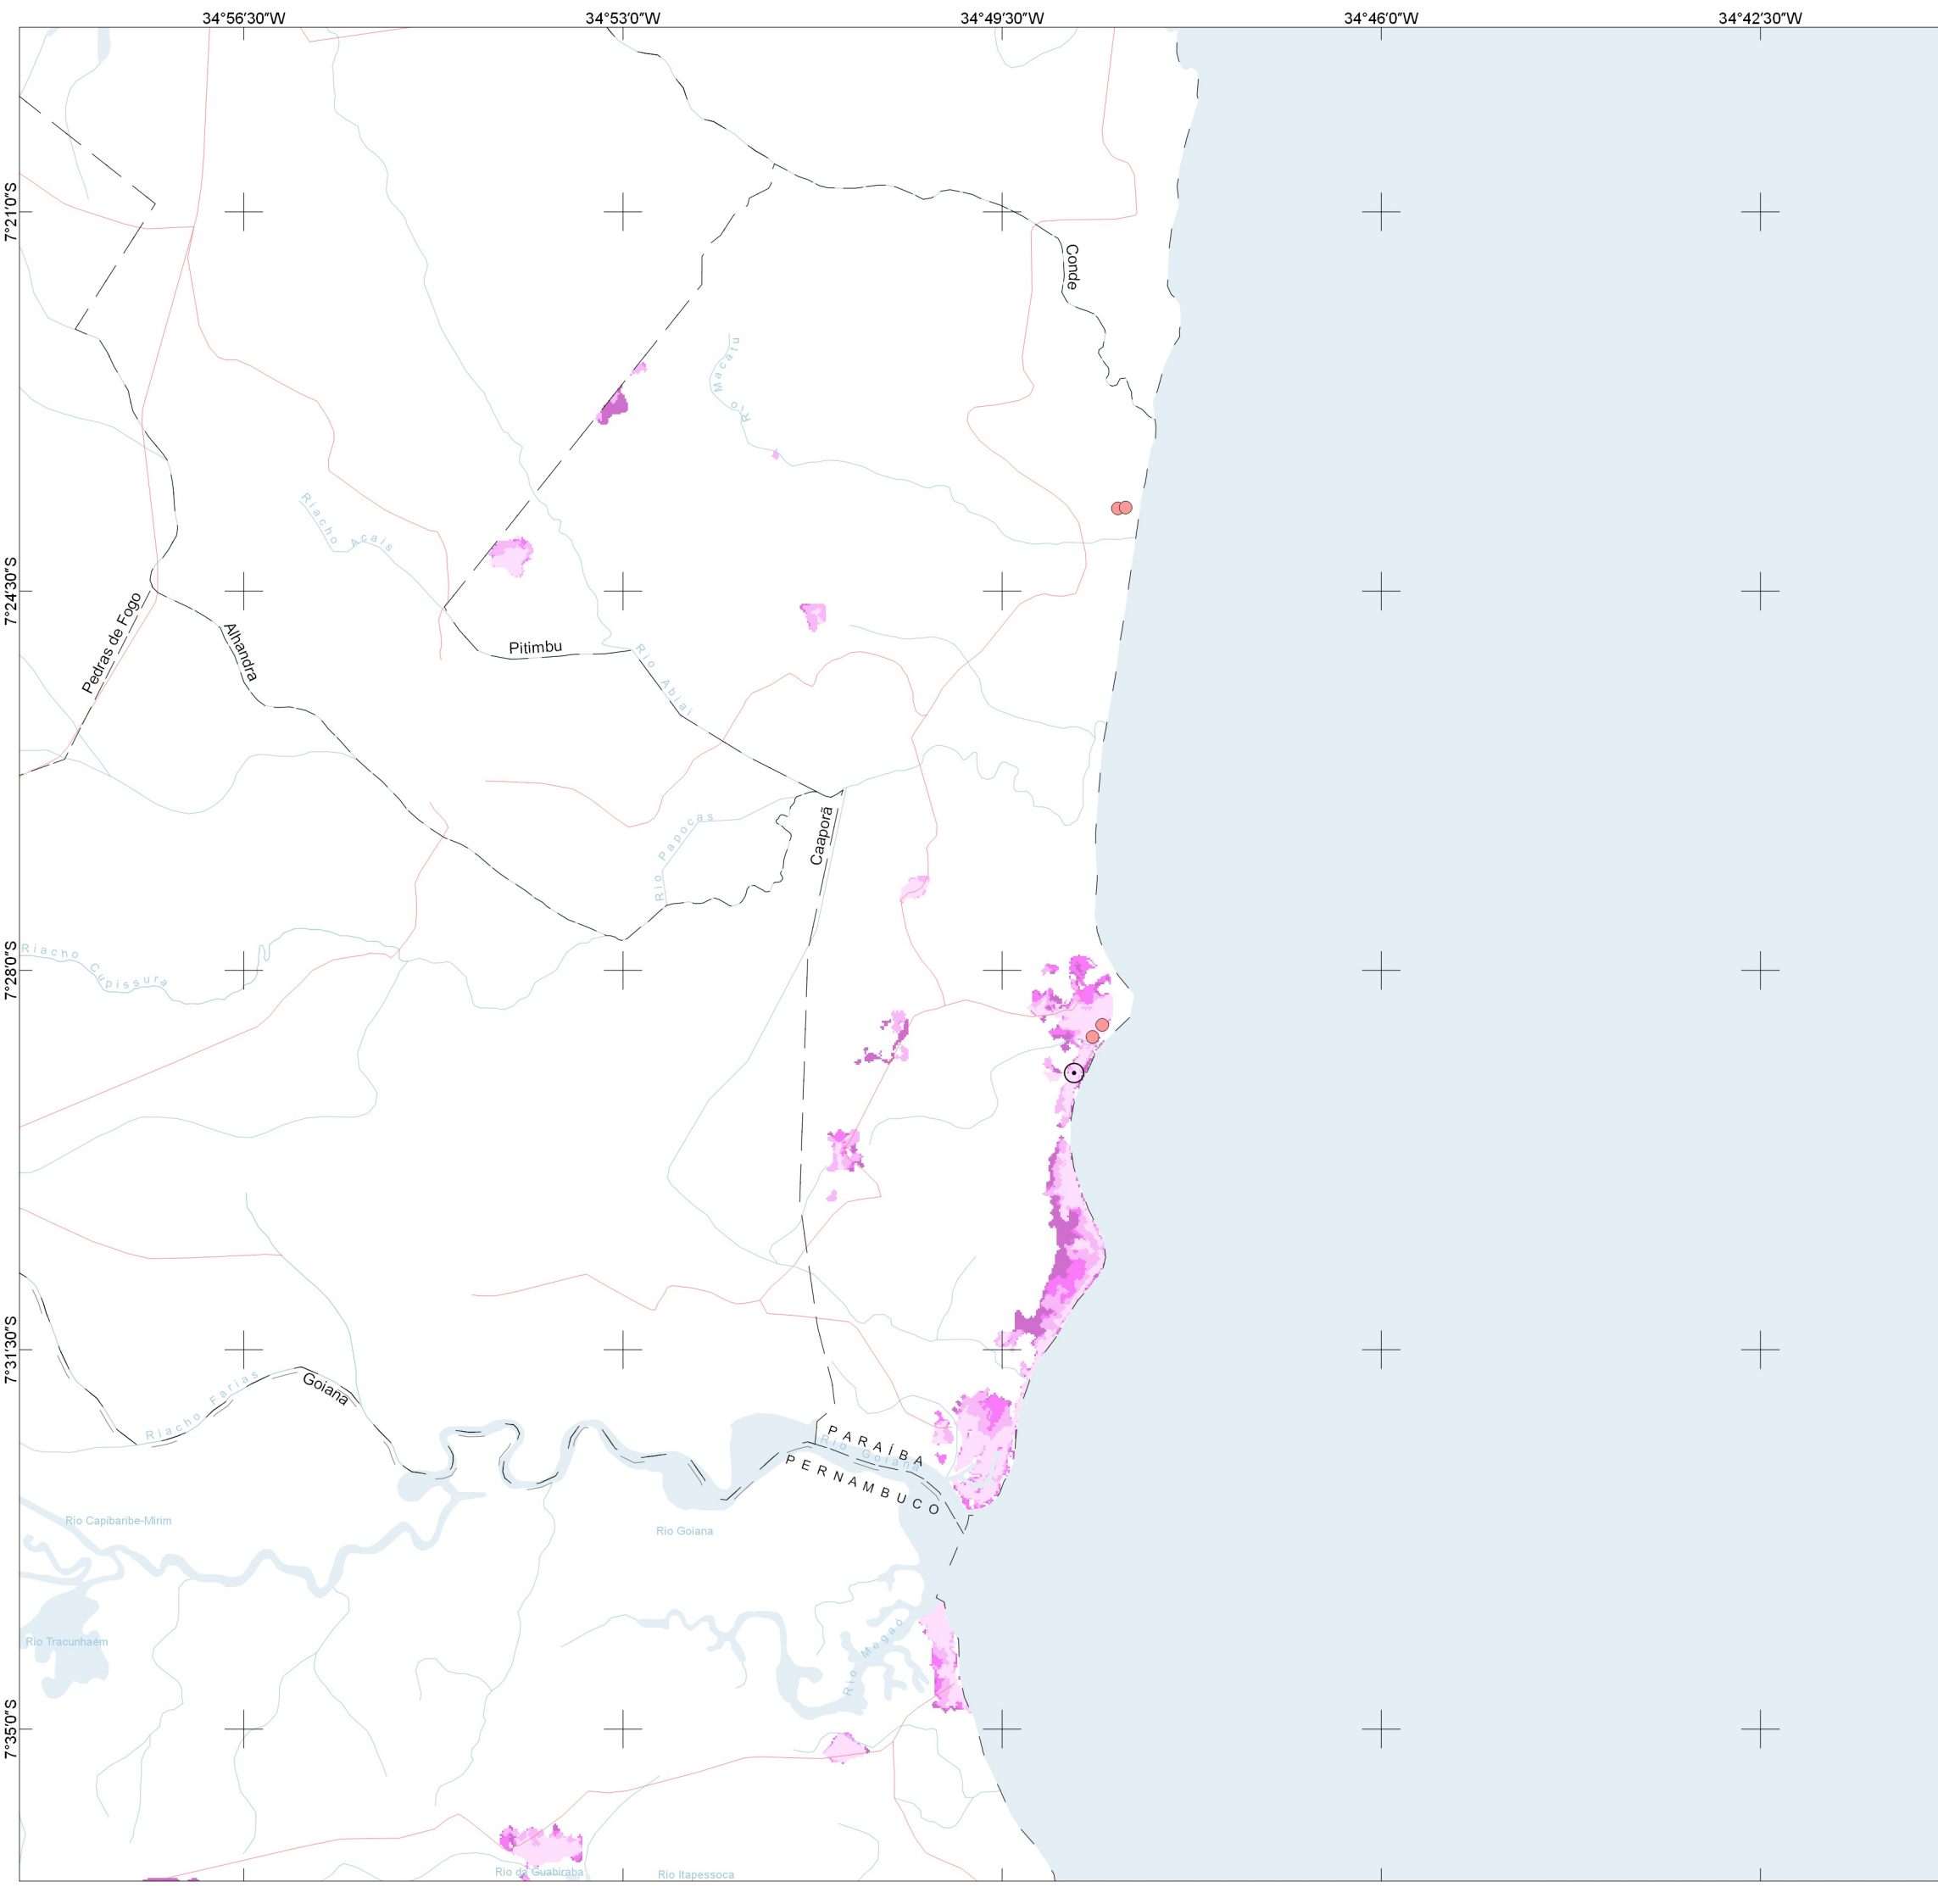 34°56'30"W
34°53'0"W
34°49'30"W
34°46'0"W
34°42'30"W
7°21'0"S
Conde
Rio Macatu
7°24'30"S
Riacho Acais
Pedras de Fogo
Alhandra
Pitimbu
Rio Abiai
Rio Papocas
Caaporã
7°28'0"S
Riacho Cupissura
7°31'30"S
Riacho Farias
Goiana
PARAÍBA
Rio Goiana
PERNAMBUCO
Rio Capibaribe-Mirim
Rio Goiana
Rio Tracunhaém
Rio Megaó
7°35'0"S
Rio da Guabiraba
Rio Itapessoca